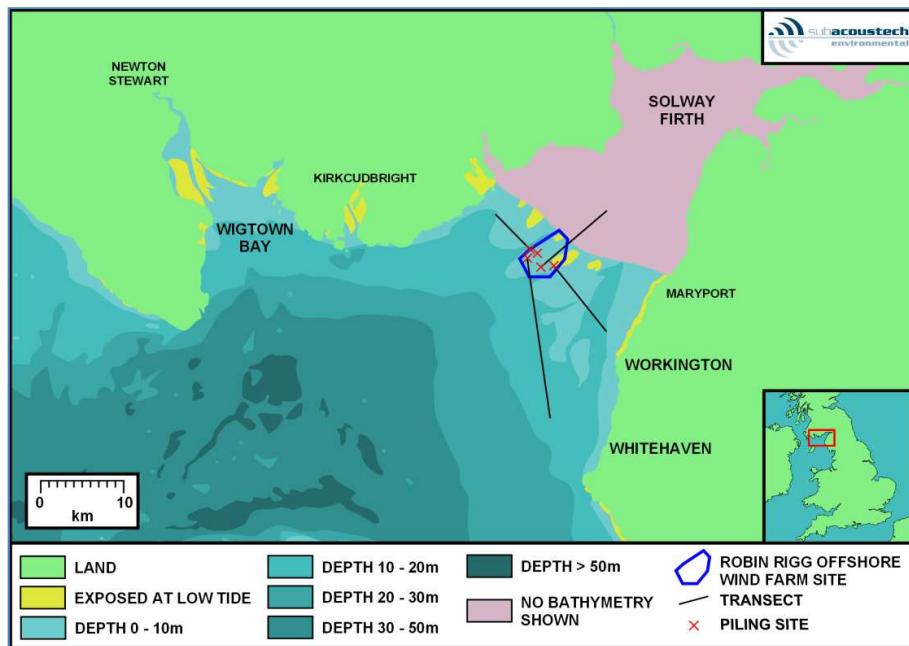 subacoustech
environmental
NEWTON
STEWART
SOLWAY
FIRTH
KIRKCUDBRIGHT
WIGTOWN
BAY
MARYPORT
WORKINGTON
WHITEHAVEN
0 10
km
LAND
EXPOSED AT LOW TIDE
DEPTH 0 - 10m
DEPTH 10 - 20m
DEPTH 20 - 30m
DEPTH 30 - 50m
DEPTH > 50m
NO BATHYMETRY
SHOWN
ROBIN RIGG OFFSHORE
WIND FARM SITE
TRANSECT
PILING SITE